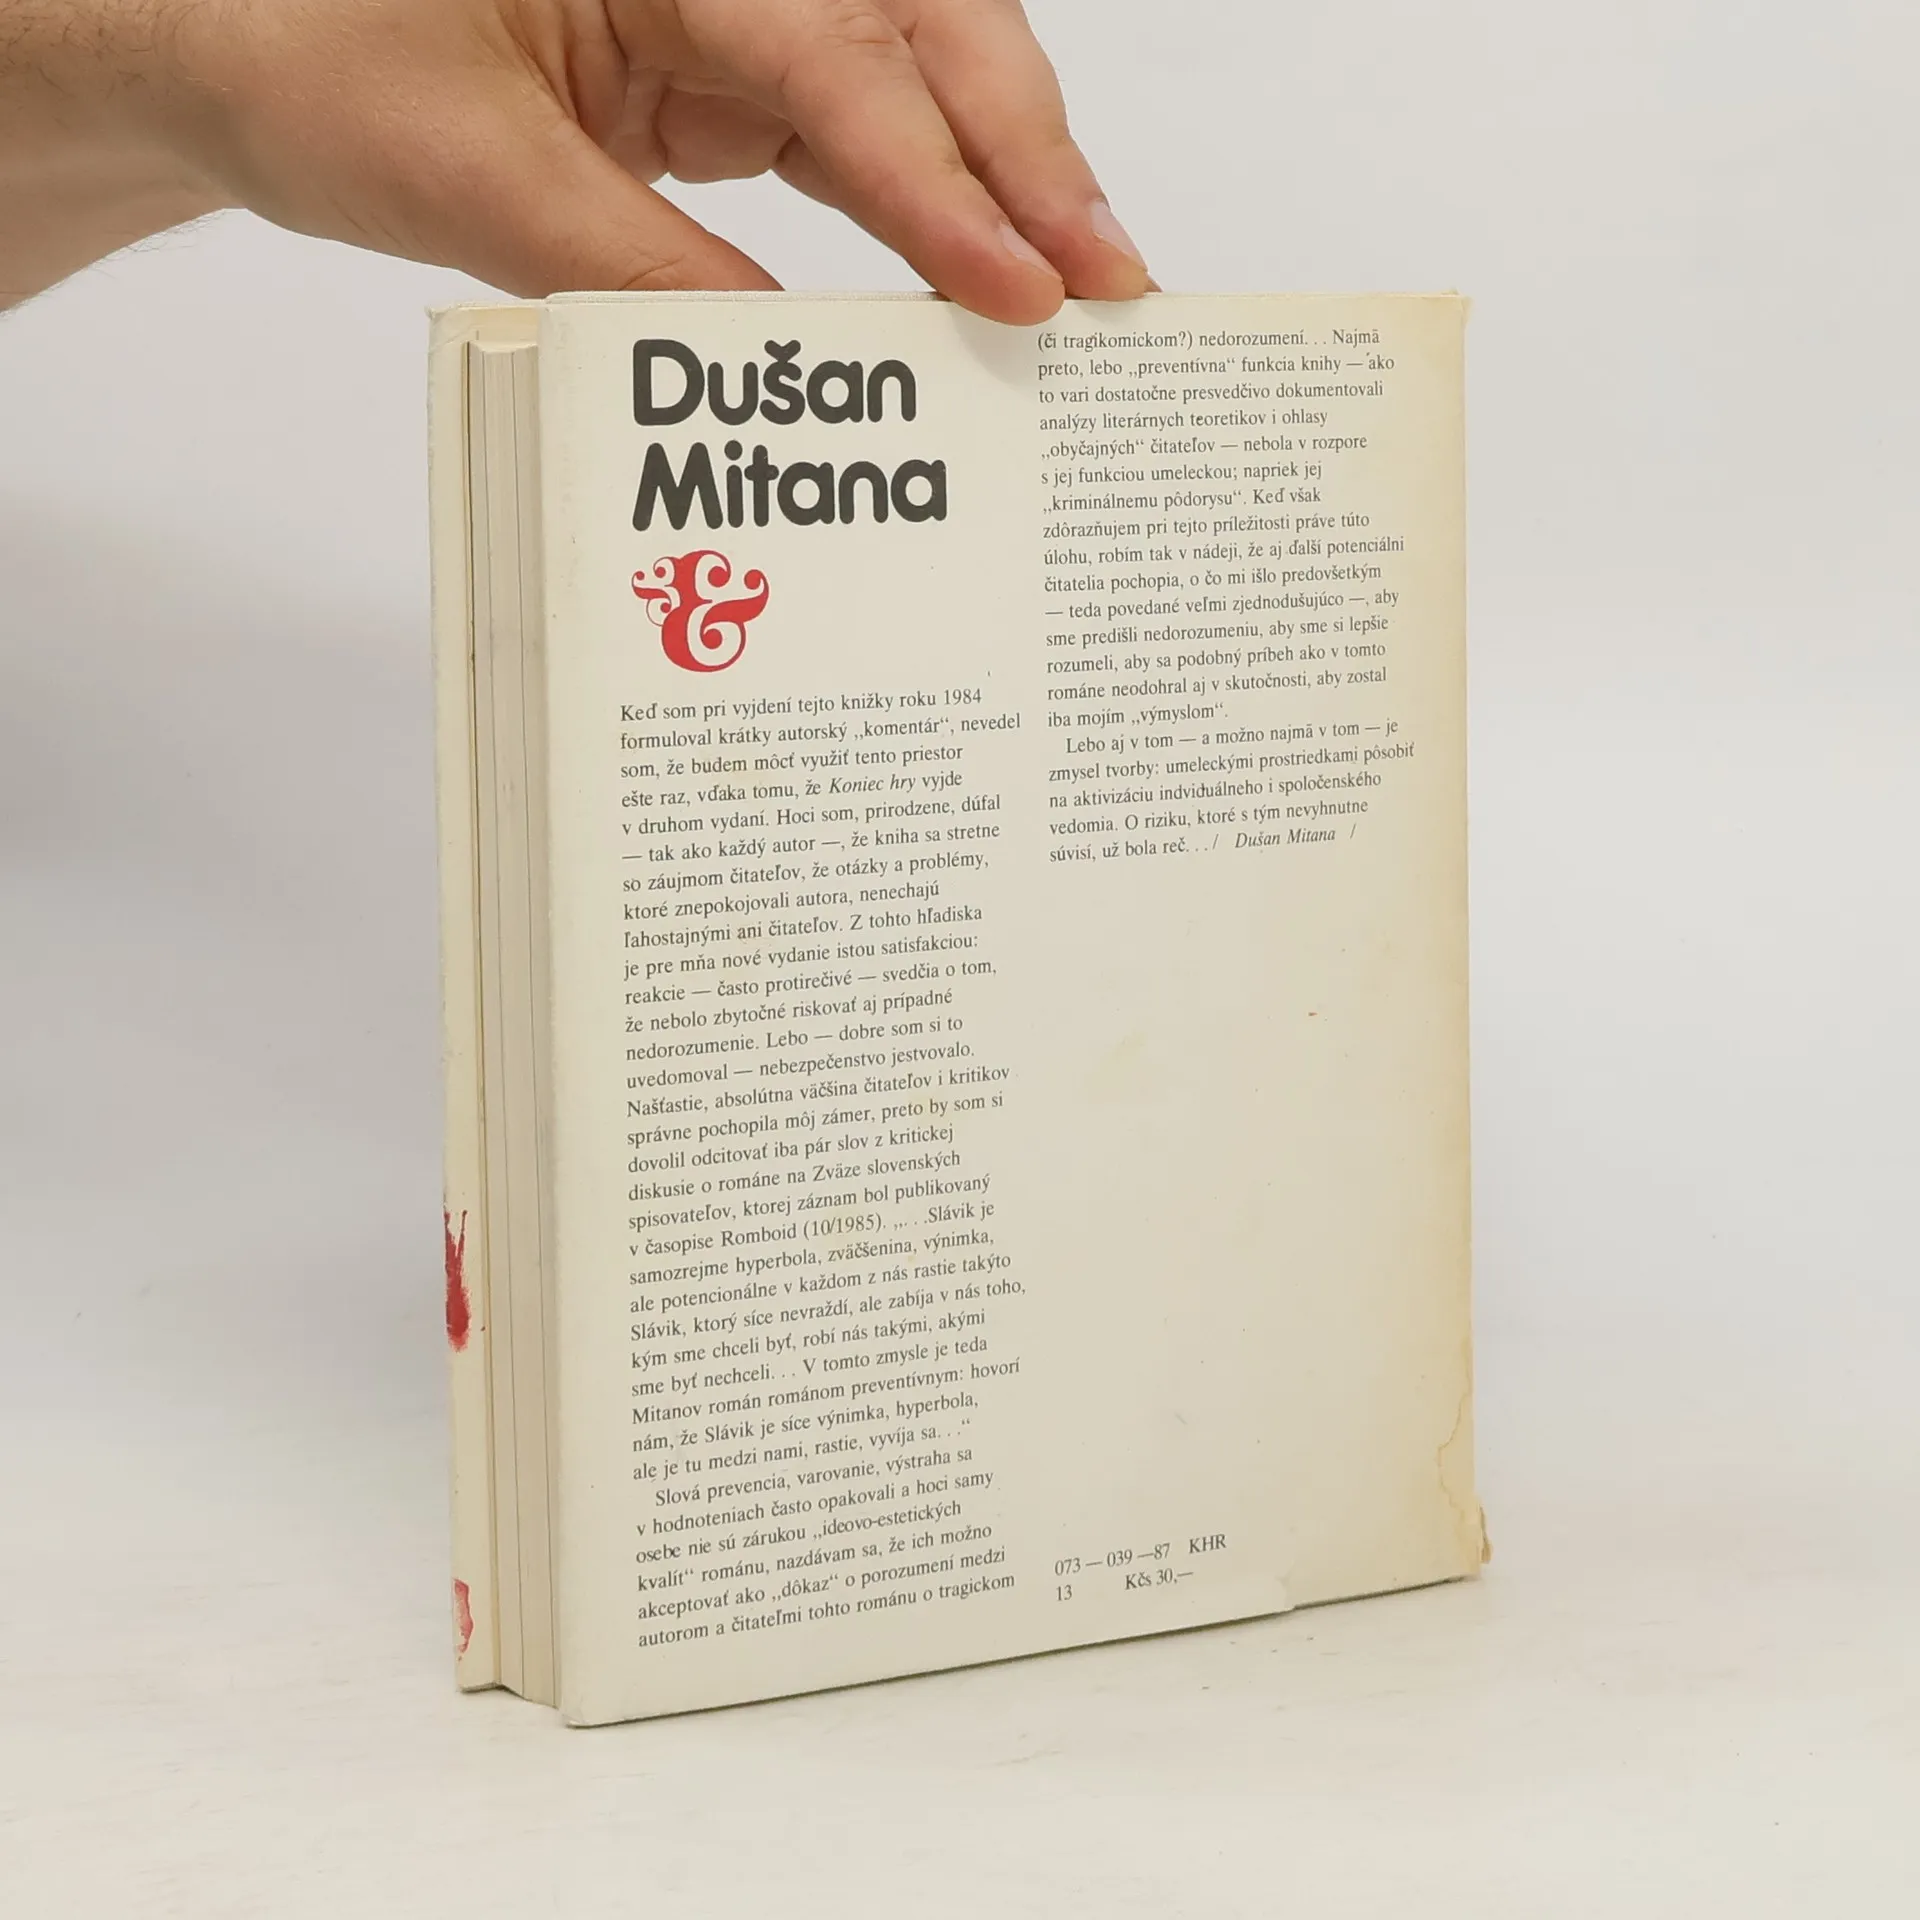 Dušan
Mitana
&
Keď som pri vyjdení tejto knižky roku 1984
formuloval krátky autorský „komentár“, nevedel
som, že budem môcť využiť tento priestor
ešte raz, vďaka tomu, že Koniec hry vyjde
v druhom vydaní. Hoci som, prirodzene, dúfal
— tak ako každý autor —, že kniha sa stretne
so záujmom čitateľov, že otázky a problémy,
ktoré znepokojovali autora, nenechajú
ľahostajnými ani čitateľov. Z tohto hľadiska
je pre mňa nové vydanie istou satisfakciou:
reakcie — často protirečivé — svedčia o tom,
že nebolo zbytočné riskovať aj prípadné
nedorozumenie. Lebo — dobre som si to
uvedomoval — nebezpečenstvo jestvovalo.
Našťastie, absolútna väčšina čitateľov i kritikov
správne pochopila môj zámer, preto by som si
dovolil odcitovať iba pár slov z kritickej
diskusie o románe na Zväze slovenských
spisovateľov, ktorej záznam bol publikovaný
v časopise Romboid (10/1985). „. . .Slávik je
samozrejme hyperbola, zväčšenina, výnimka,
ale potencionálne v každom z nás rastie takýto
Slávik, ktorý síce nevraždí, ale zabíja v nás toho,
kým sme chceli byť, robí nás takými, akými
sme byť nechceli. . . V tomto zmysle je teda
Mitanov román románom preventívnym: hovorí
nám, že Slávik je síce výnimka, hyperbola,
ale je tu medzi nami, rastie, vyvíja sa. . .“
Slová prevencia, varovanie, výstraha sa
v hodnoteniach často opakovali a hoci samy
osebe nie sú zárukou „ideovo-estetických
kvalít“ románu, nazdávam sa, že ich možno
akceptovať ako „dôkaz“ o porozumení medzi
autorom a čitateľmi tohto románu o tragickom
(či tragikomickom?) nedorozumení. . . Najmä
preto, lebo „preventívna“ funkcia knihy — ako
to vari dostatočne presvedčivo dokumentovali
analýzy literárnych teoretikov i ohlasy
„obyčajných“ čitateľov — nebola v rozpore
s jej funkciou umeleckou; napriek jej
„kriminálnemu pôdorysu“. Keď však
zdôrazňujem pri tejto príležitosti práve túto
úlohu, robím tak v nádeji, že aj ďalší potenciálni
čitatelia pochopia, o čo mi išlo predovšetkým
— teda povedané veľmi zjednodušujúco —, aby
sme predišli nedorozumeniu, aby sme si lepšie
rozumeli, aby sa podobný príbeh ako v tomto
románe neodohral aj v skutočnosti, aby zostal
iba mojím „výmyslom“.
Lebo aj v tom — a možno najmä v tom — je
zmysel tvorby: umeleckými prostriedkami pôsobiť
na aktivizáciu indviduálneho i spoločenského
vedomia. O riziku, ktoré s tým nevyhnutne
súvisí, už bola reč. . . / Dušan Mitana /
073 — 039 —87 KHR
13 Kčs 30,—